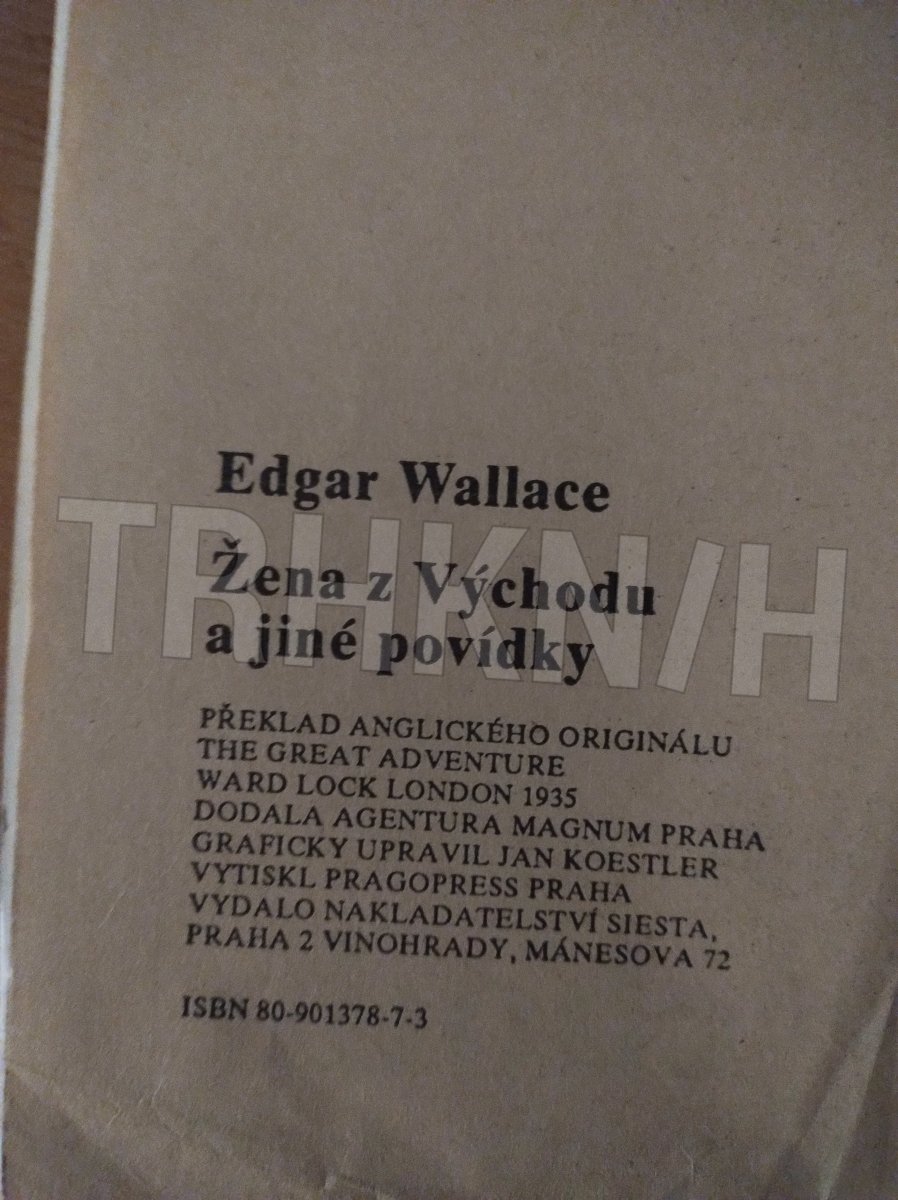 Edgar Wallace
TRHKN/H
Žena z Východu
a jiné povídky
PŘEKLAD ANGLICKÉHO ORIGINÁLU
THE GREAT ADVENTURE
WARD LOCK LONDON 1935
DODALA AGENTURA MAGNUM PRAHA
GRAFICKY UPRAVIL JAN KOESTLER
VYTISKL PRAGOPRESS PRAHA
VYDALO NAKLADATELSTVÍ SIESTA,
PRAHA 2 VINOHRADY, MÁNESOVA 72
ISBN 80-901378-7-3